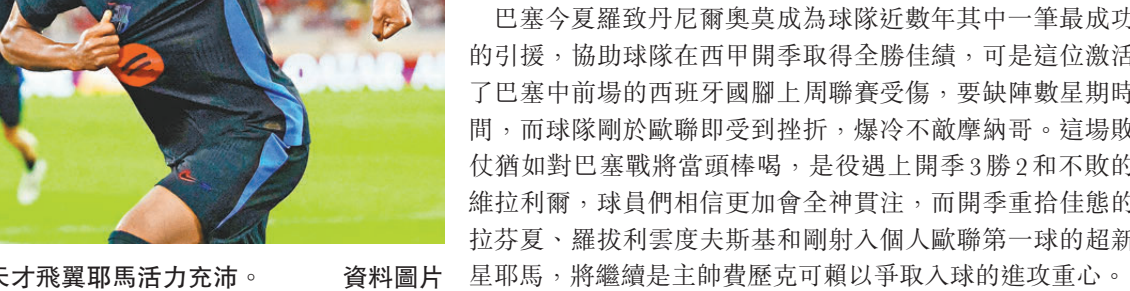 巴塞今夏羅致丹尼爾奧莫成為球隊近數年其中一筆最成功
的引援，協助球隊在西甲開季取得全勝佳績，可是這位激活
了巴塞中前場的西班牙國腳上周聯賽受傷，要缺陣數星期時
間，而球隊剛於歐聯即受到挫折，爆冷不敵摩納哥。這場敗
仗猶如對巴塞戰將當頭棒喝，是役遇上開季3勝2和不敗的
維拉利爾，球員們相信更加會全神貫注，而開季重拾佳態的
拉芬夏、羅拔利雲度夫斯基和剛射入個人歐聯第一球的超新
星耶馬，將繼續是主帥費歷克可賴以爭取入球的進攻重心。
天才飛翼耶馬活力充沛。 資料圖片